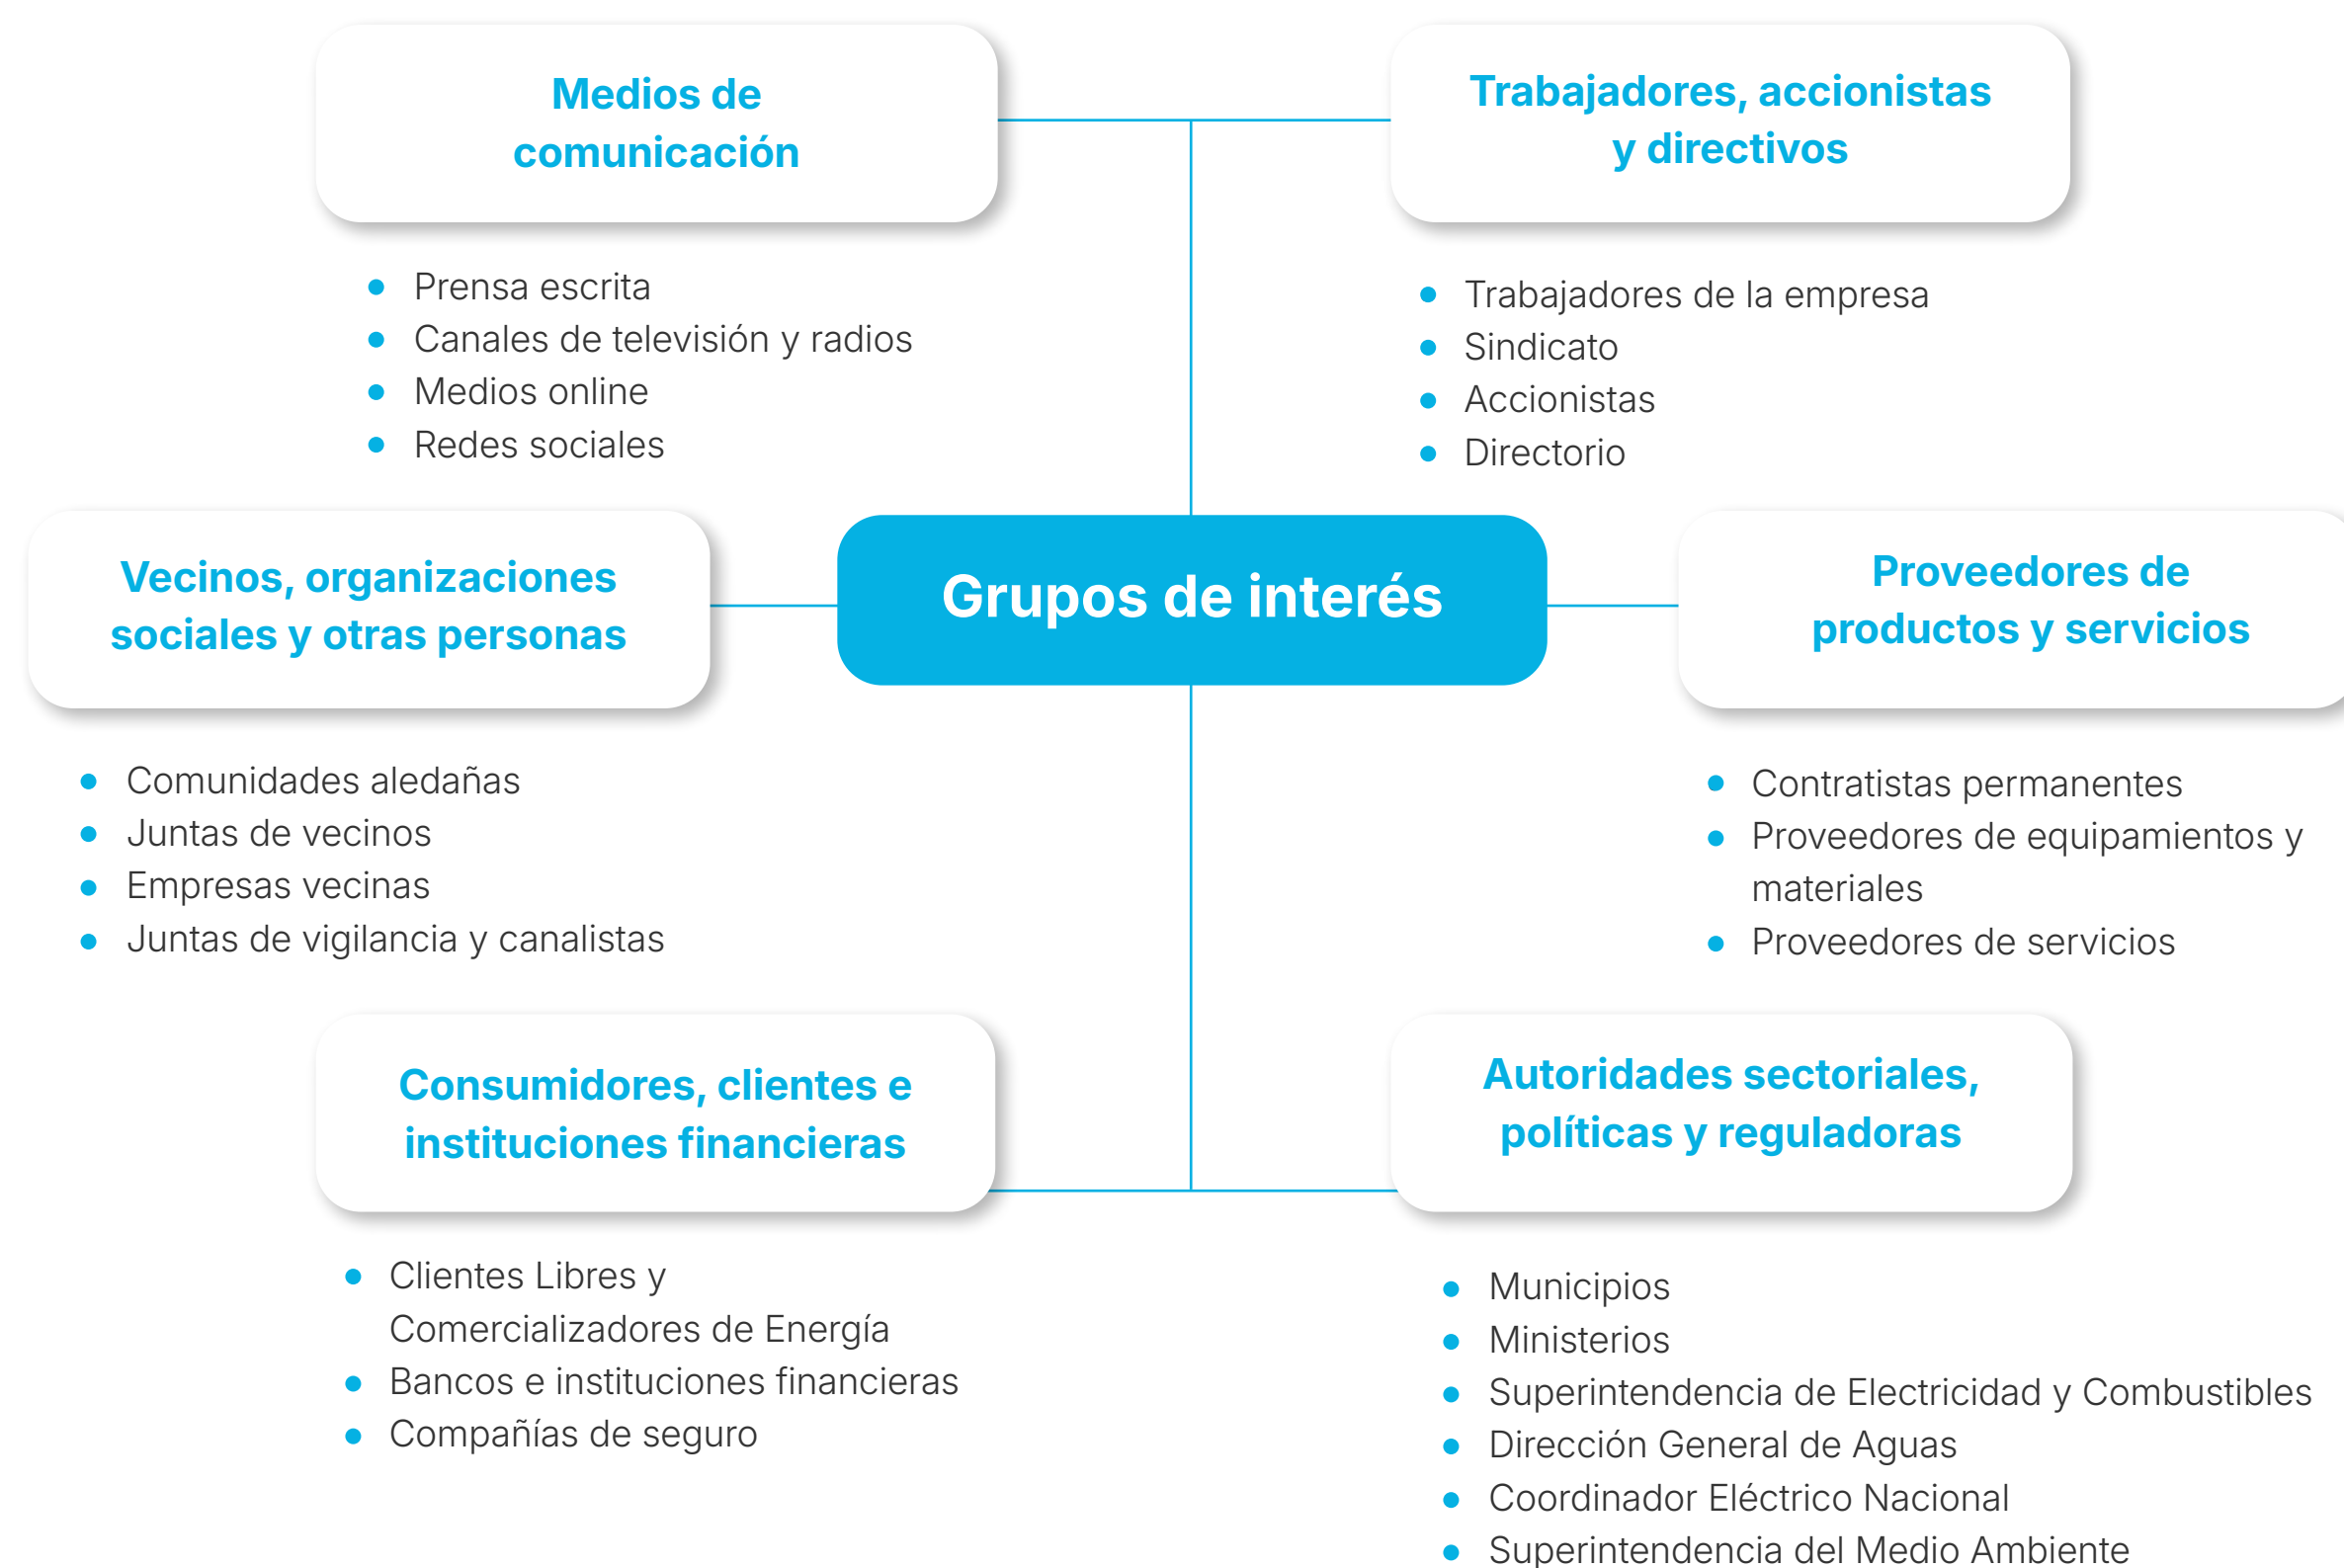 Medios de
comunicación
Prensa escrita
Canales de televisión y radios
Medios online
Redes sociales
Trabajadores, accionistas
y directivos
Trabajadores de la empresa
Sindicato
Accionistas
Directorio
Vecinos, organizaciones
sociales y otras personas
Comunidades aledañas
Juntas de vecinos
Empresas vecinas
Juntas de vigilancia y canalistas
Grupos de interés
Proveedores de
productos y servicios
Contratistas permanentes
Proveedores de equipamientos y
materiales
Proveedores de servicios
Consumidores, clientes e
instituciones financieras
Clientes Libres y
Comercializadores de Energía
Bancos e instituciones financieras
Compañías de seguro
Autoridades sectoriales,
políticas y reguladoras
Municipios
Ministerios
Superintendencia de Electricidad y Combustibles
Dirección General de Aguas
Coordinador Eléctrico Nacional
Superintendencia del Medio Ambiente